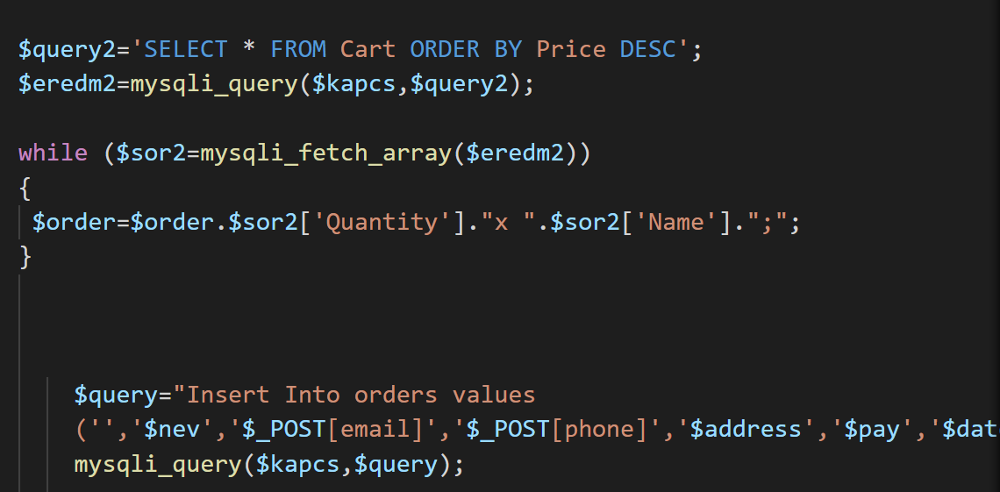 $query2='SELECT * FROM Cart ORDER BY Price DESC';
$eredm2=mysqli_query($kapcs,$query2);
while ($sor2=mysqli_fetch_array($eredm2))
{
$order=$order.$sor2['Quantity']."x ".$sor2['Name'].";";
}
$query="Insert Into orders values
('','$nev','$_POST[email]','$_POST[phone]','$address','$pay','$dat
mysqli_query($kapcs,$query);